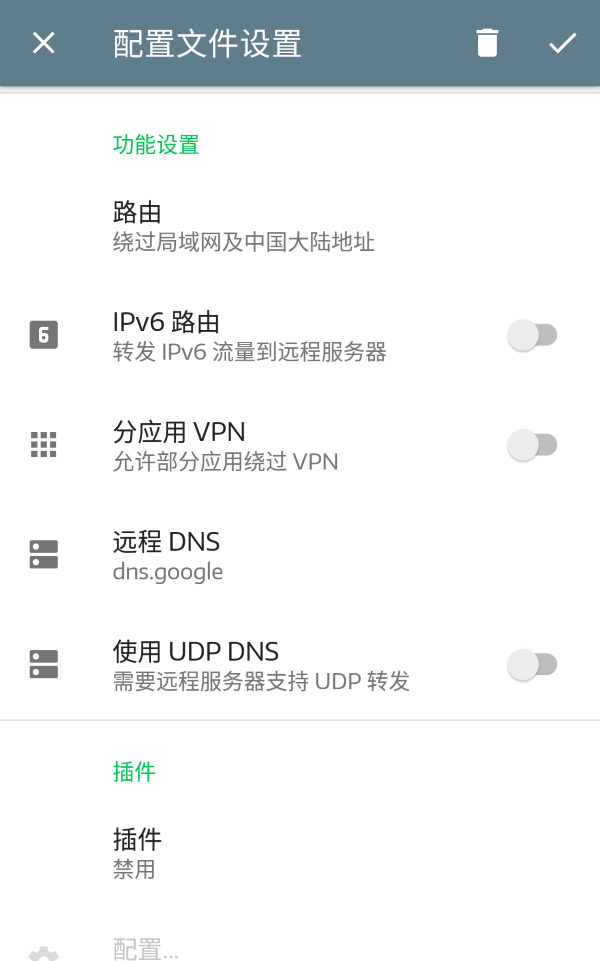 配置文件设置
功能设置
路由
绕过局域网及中国大陆地址
6
IPv6 路由
转发 IPv6 流量到远程服务器
分应用 VPN
允许部分应用绕过 VPN
远程 DNS
dns.google
使用 UDP DNS
需要远程服务器支持 UDP 转发
插件
插件
禁用
配置...